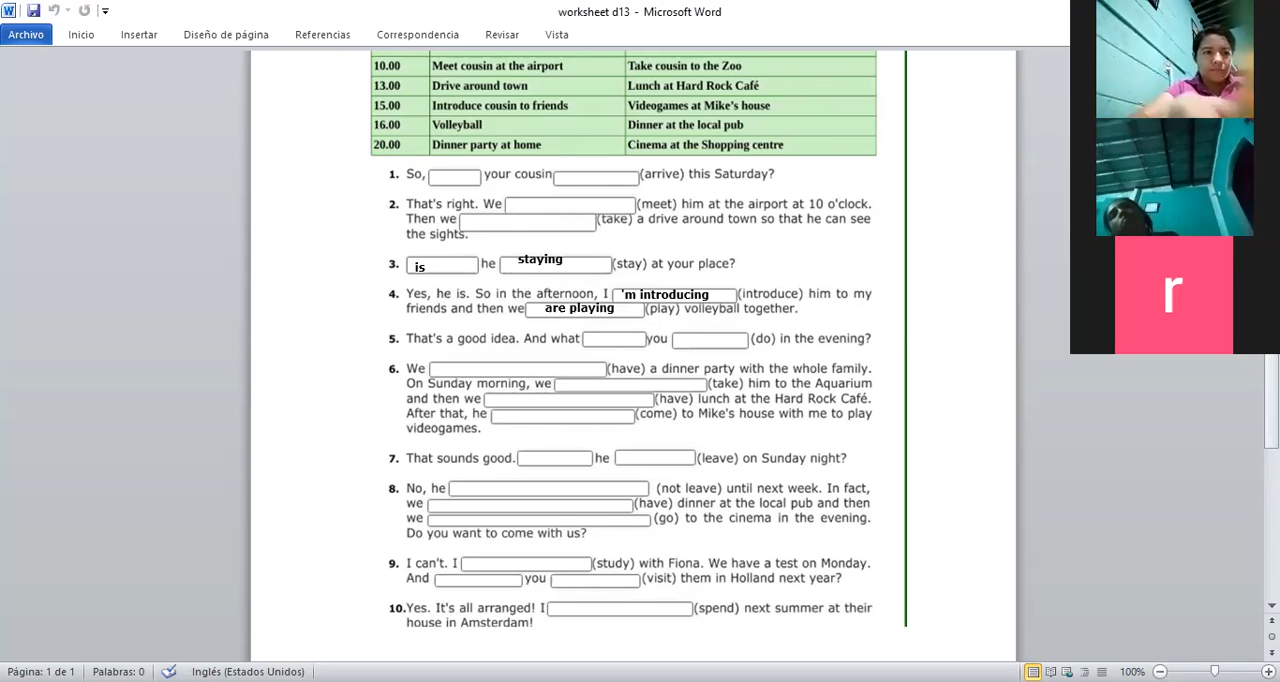 worksheet d13 - Microsoft Word
Archivo Inicio Insertar Diseño de página Referencias Correspondencia Revisar Vista
10.00 Meet cousin at the airport Take cousin to the Zoo
13.00 Drive around town Lunch at Hard Rock Café
15.00 Introduce cousin to friends Videogames at Mike's house
16.00 Volleyball Dinner at the local pub
20.00 Dinner party at home Cinema at the Shopping centre
1. So, your cousin (arrive) this Saturday?
2. That's right. We (meet) him at the airport at 10 o'clock.
Then we (take) a drive around town so that he can see
the sights.
3. is he staying (stay) at your place?
4. Yes, he is. So in the afternoon, I 'm introducing (introduce) him to my
friends and then we are playing (play) volleyball together.
5. That's a good idea. And what you (do) in the evening?
6. We (have) a dinner party with the whole family.
On Sunday morning, we (take) him to the Aquarium
and then we (have) lunch at the Hard Rock Café.
After that, he (come) to Mike's house with me to play
videogames.
7. That sounds good. he (leave) on Sunday night?
8. No, he (not leave) until next week. In fact,
we (have) dinner at the local pub and then
we (go) to the cinema in the evening.
Do you want to come with us?
9. I can't. I (study) with Fiona. We have a test on Monday.
And you (visit) them in Holland next year?
10. Yes. It's all arranged! I (spend) next summer at their
house in Amsterdam!
r
Página: 1 de 1 Palabras: 0 Inglés (Estados Unidos) 100%